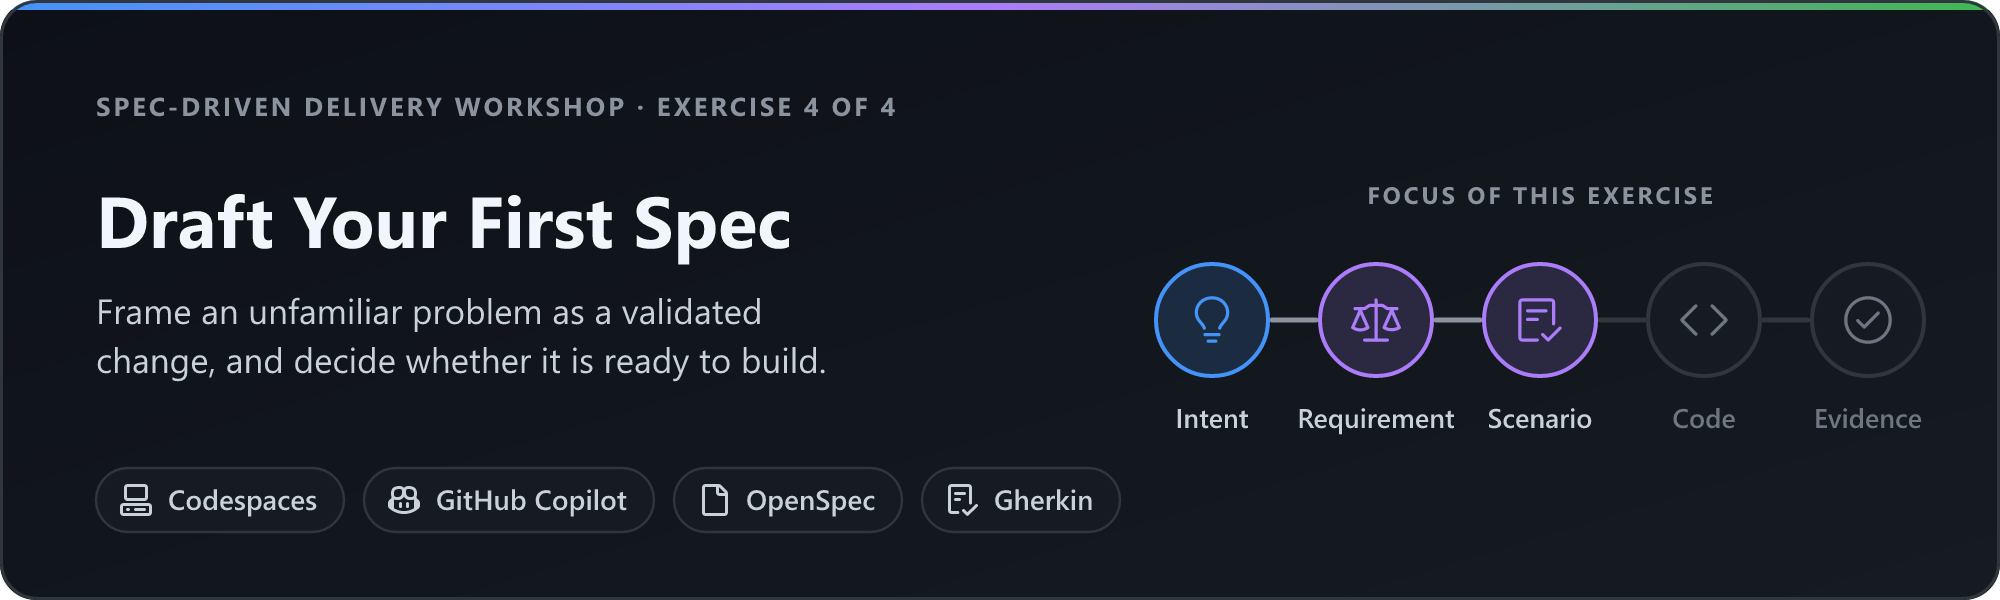 SPEC-DRIVEN DELIVERY WORKSHOP · EXERCISE 4 OF 4
Draft Your First Spec
Frame an unfamiliar problem as a validated
change, and decide whether it is ready to build.
Codespaces
GitHub Copilot
OpenSpec
Gherkin
FOCUS OF THIS EXERCISE
Intent
Requirement
Scenario
Code
Evidence